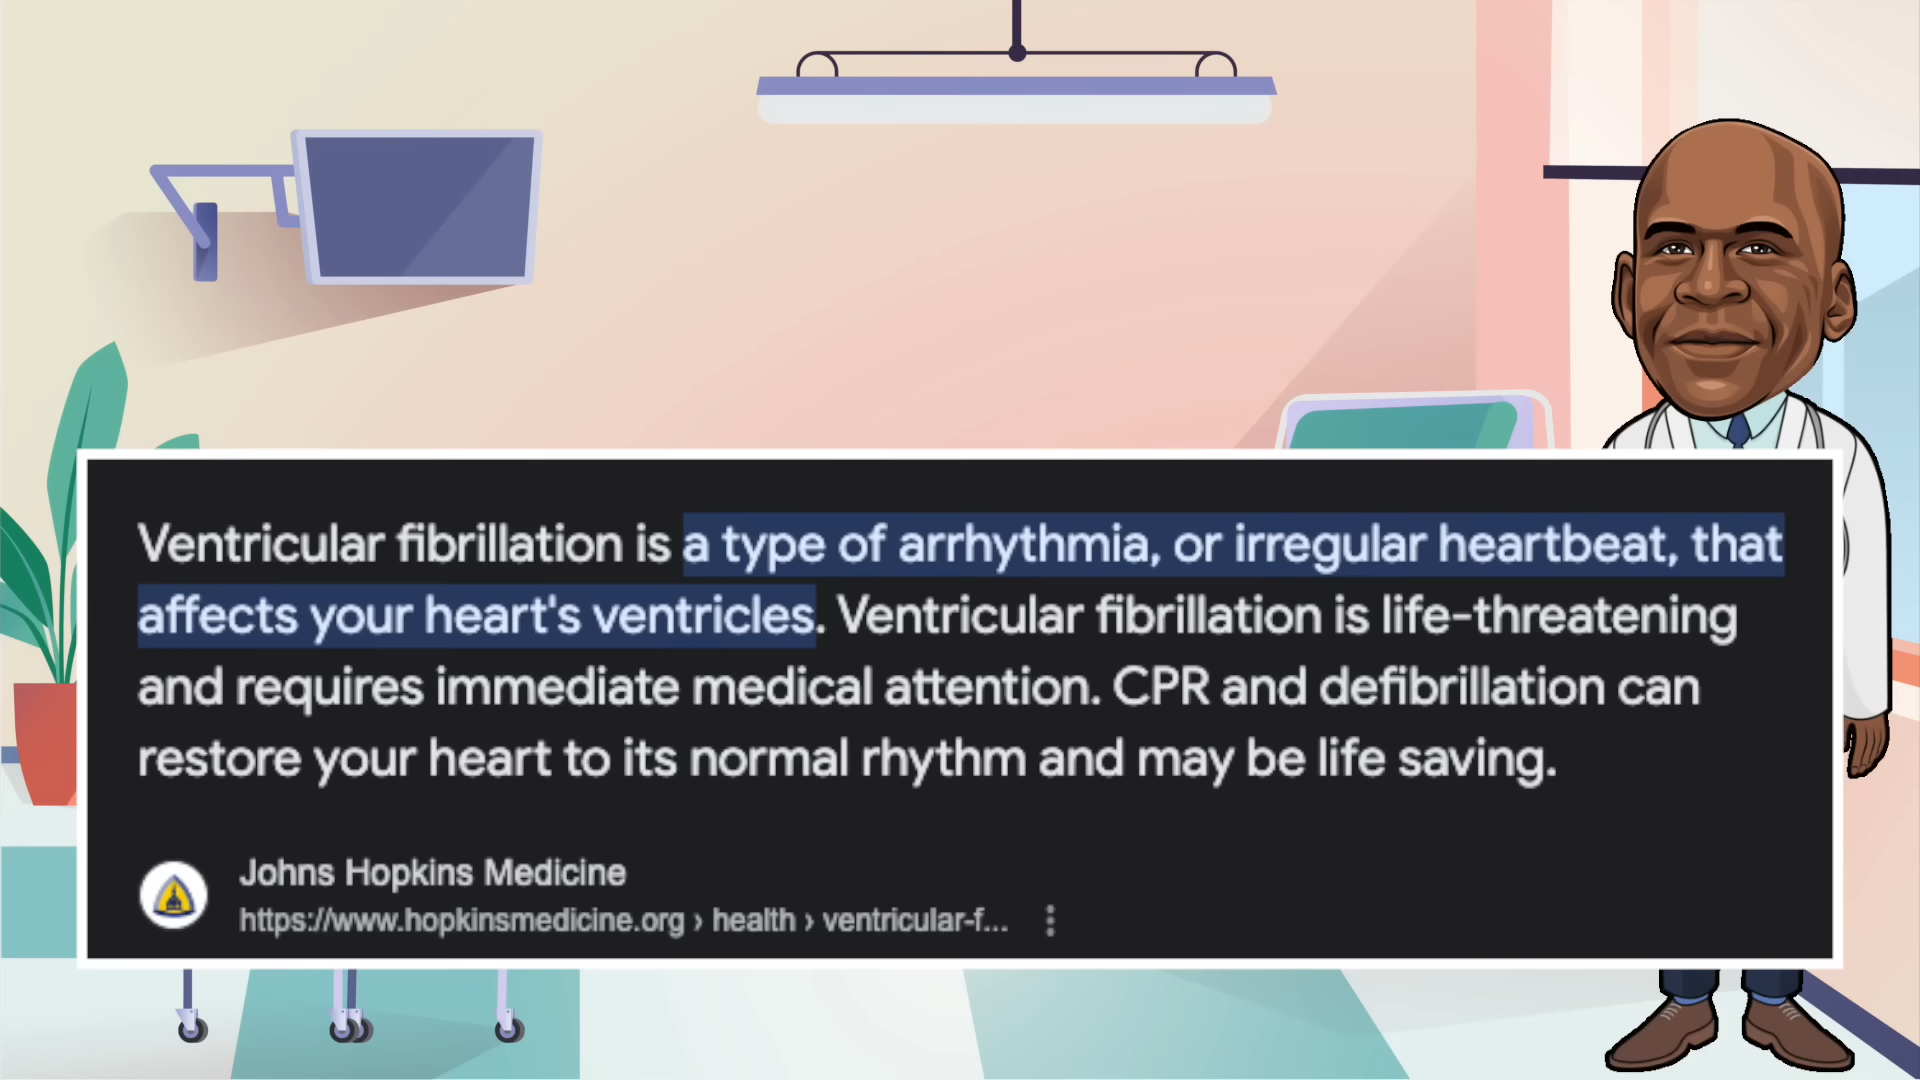 Ventricular fibrillation is a type of arrhythmia, or irregular heartbeat, that
affects your heart's ventricles. Ventricular fibrillation is life-threatening
and requires immediate medical attention. CPR and defibrillation can
restore your heart to its normal rhythm and may be life saving.
Johns Hopkins Medicine
https://www.hopkinsmedicine.org › health › ventricular-f...